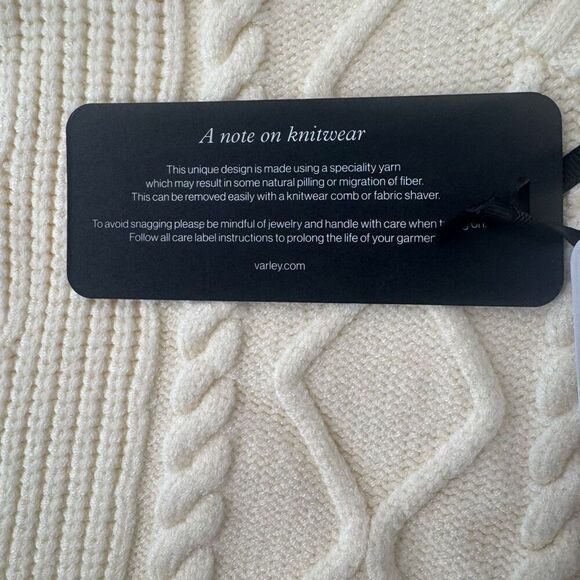 A note on knitwear
This unique design is made using a speciality yarn
which may result in some natural pilling or migration of fiber.
This can be removed easily with a knitwear comb or fabric shaver.
To avoid snagging please be mindful of jewelry and handle with care when on.
Follow all care label instructions to prolong the life of your
varley.com